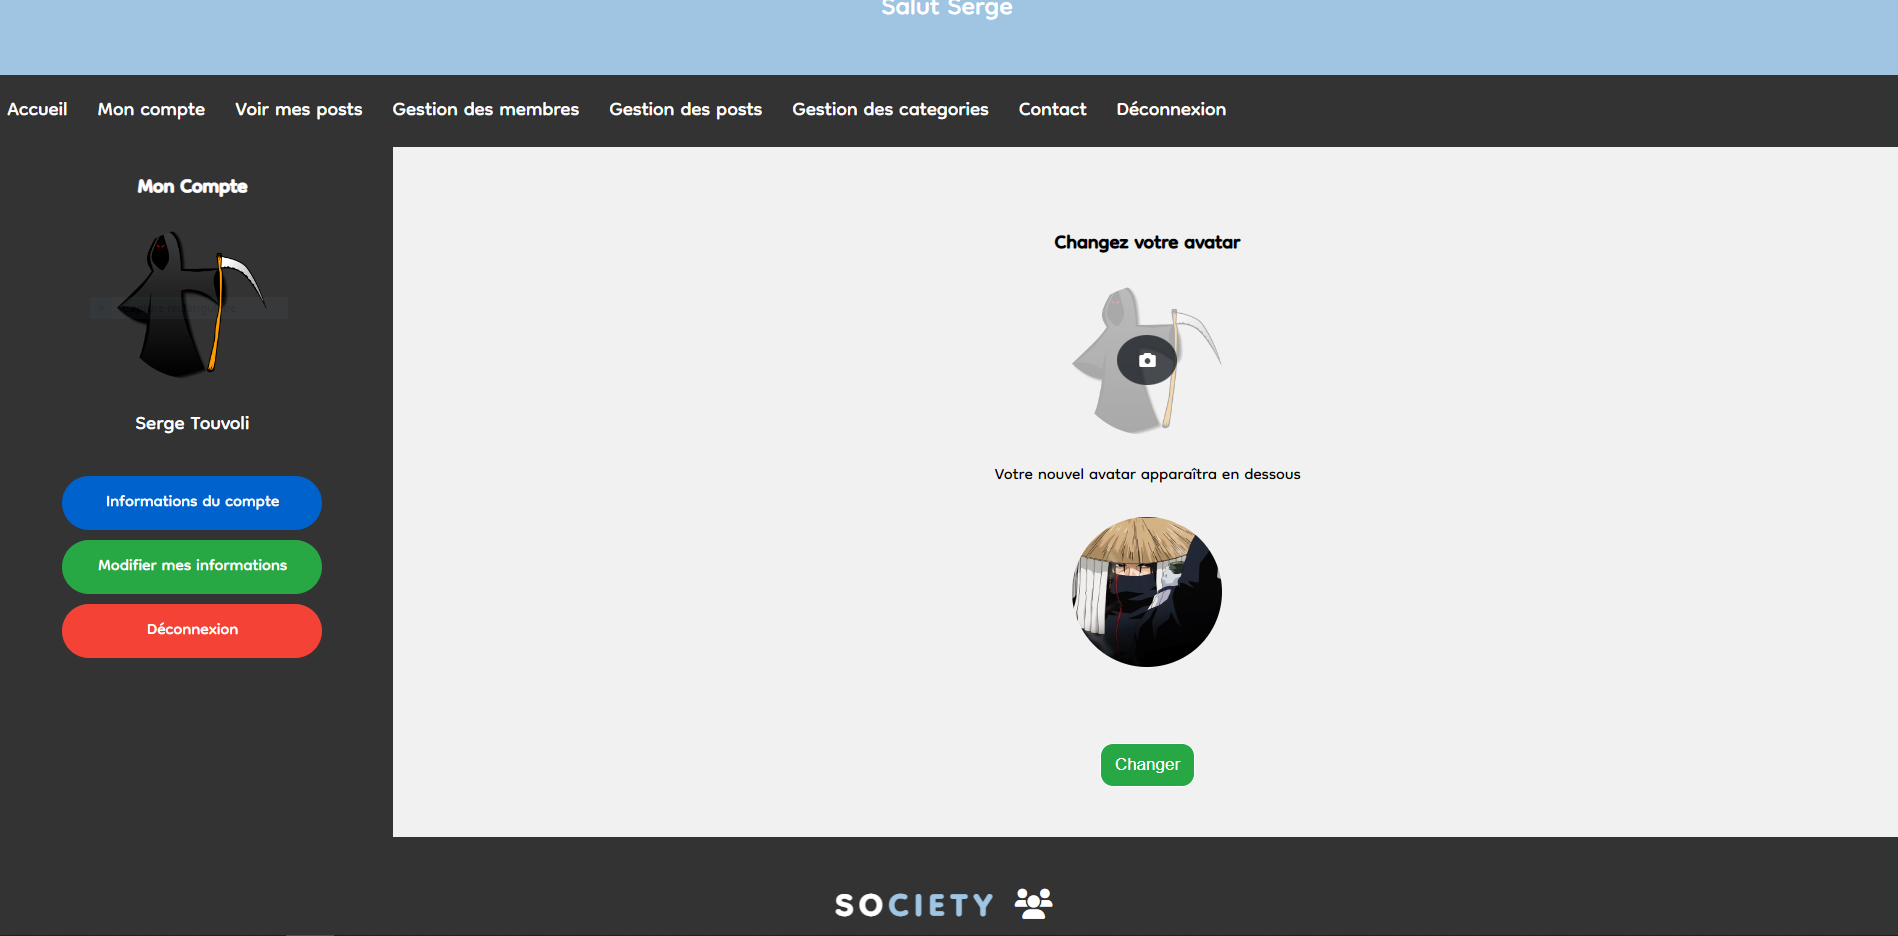 Salut Serge
Accueil Mon compte Voir mes posts Gestion des membres Gestion des posts Gestion des categories Contact Déconnexion
Mon Compte
Serge Touvoli
Informations du compte
Modifier mes informations
Déconnexion
Changez votre avatar
Votre nouvel avatar apparaîtra en dessous
Changer
SOCIETY